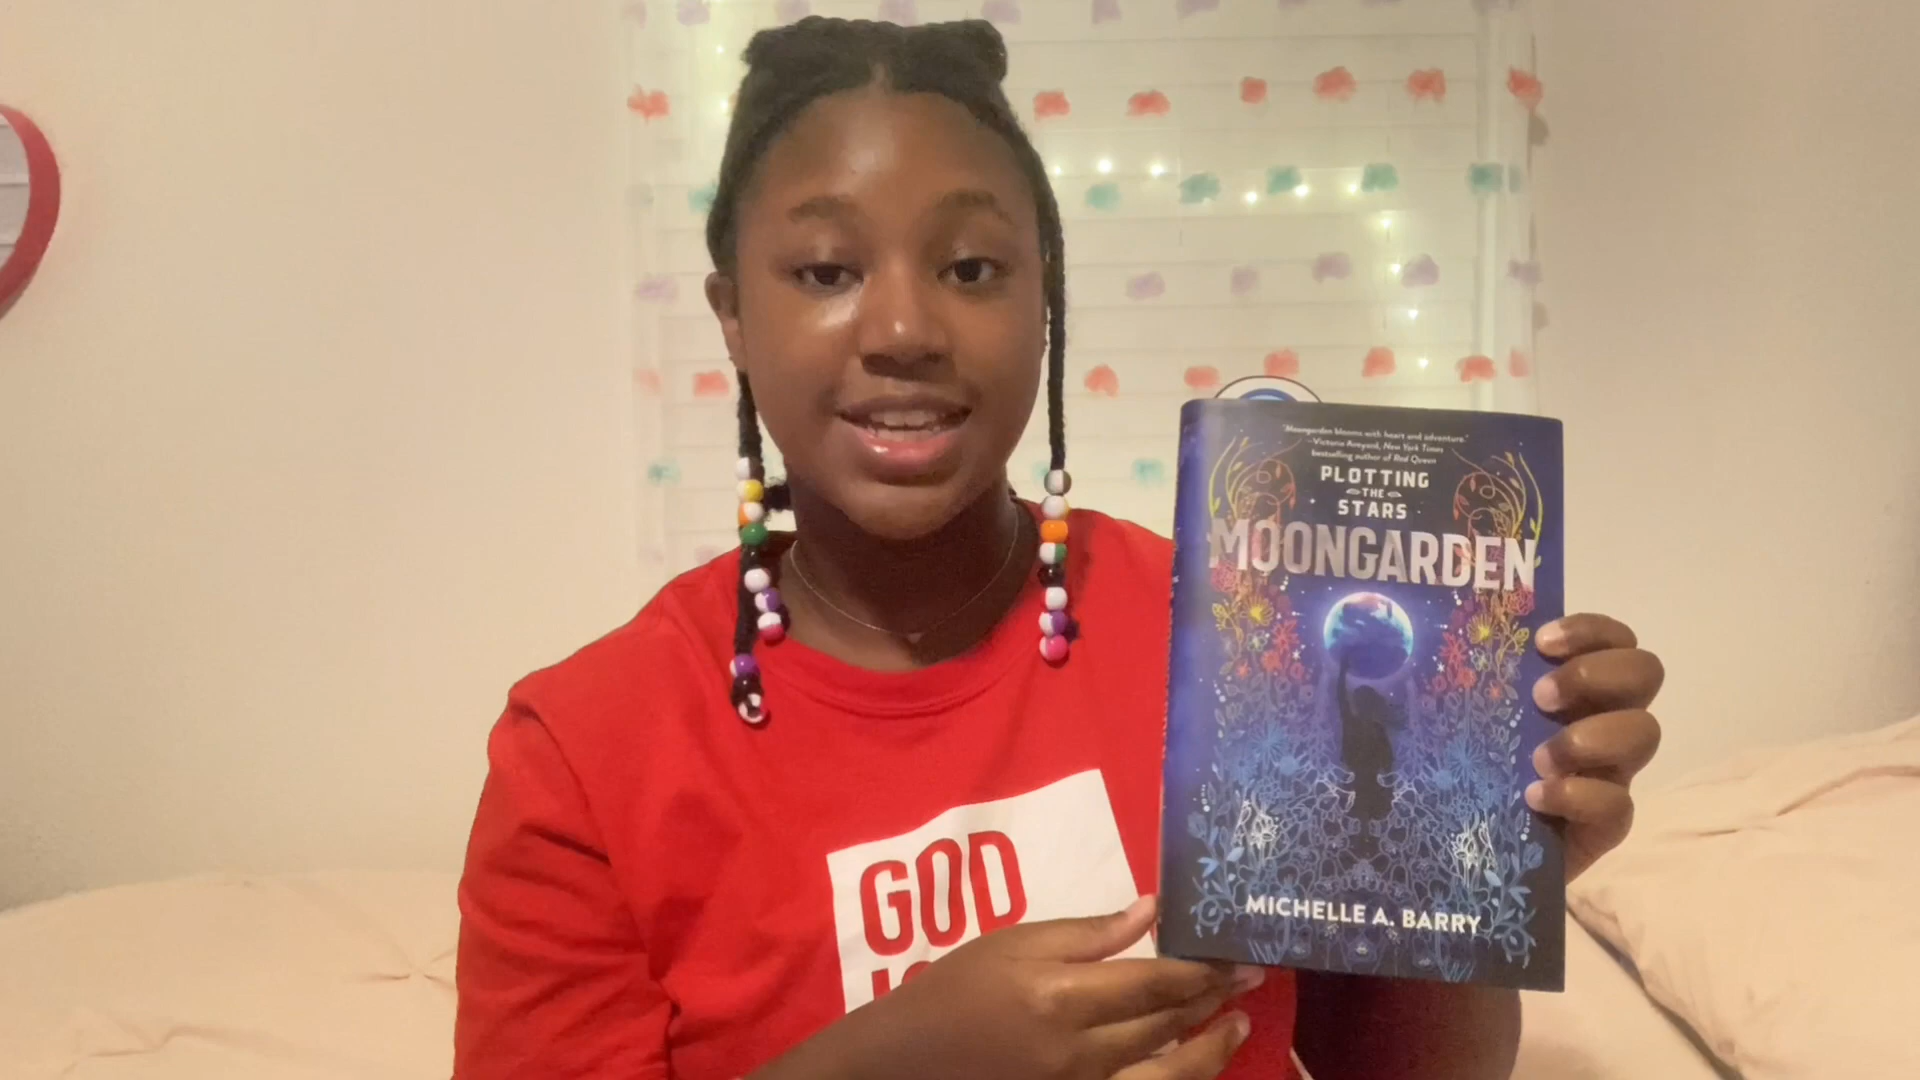 "Moongarden blooms with heart and adventure."
–Victoria Aveyard, New York Times
bestselling author of Red Queen
PLOTTING
THE
STARS
MOONGARDEN
MICHELLE A. BARRY
GOD